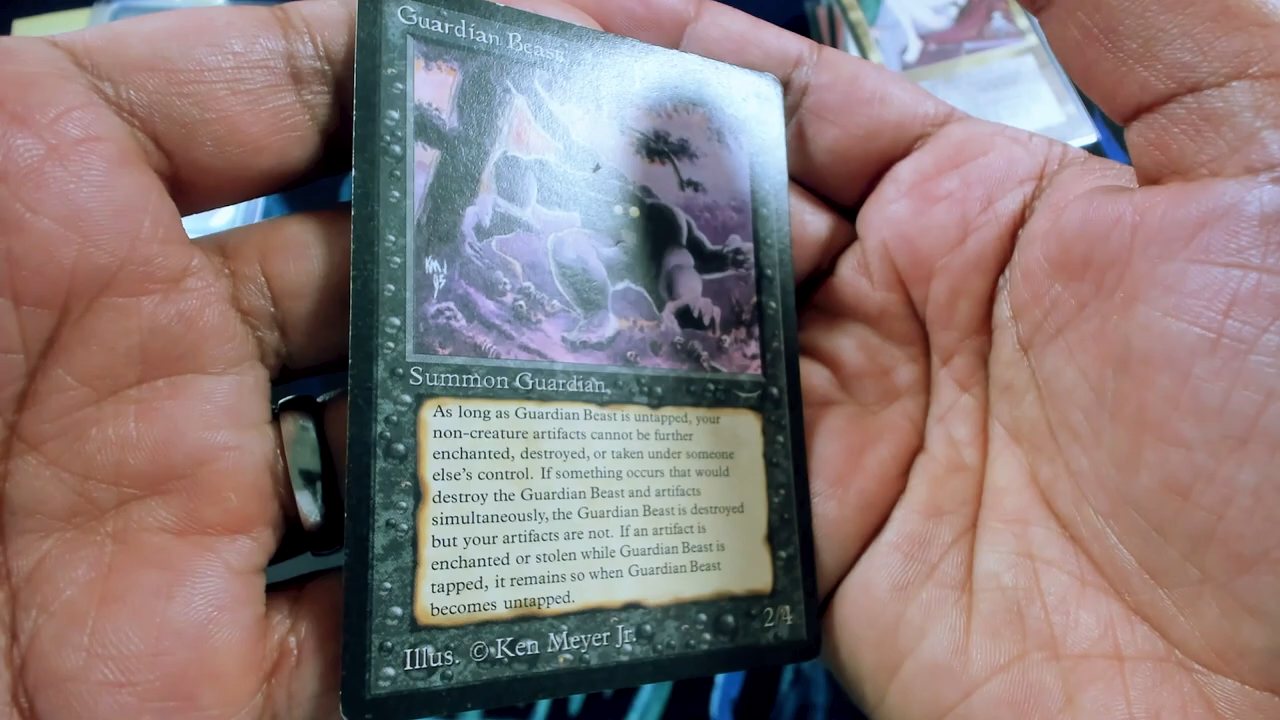 Guardian Beast
Summon Guardian
As long as Guardian Beast is untapped, your
non-creature artifacts cannot be further
enchanted, destroyed, or taken under someone
else's control. If something occurs that would
destroy the Guardian Beast and artifacts
simultaneously, the Guardian Beast is destroyed
but your artifacts are not. If an artifact is
enchanted or stolen while Guardian Beast is
tapped, it remains so when Guardian Beast
becomes untapped.
2/4
Illus. © Ken Meyer Jr.